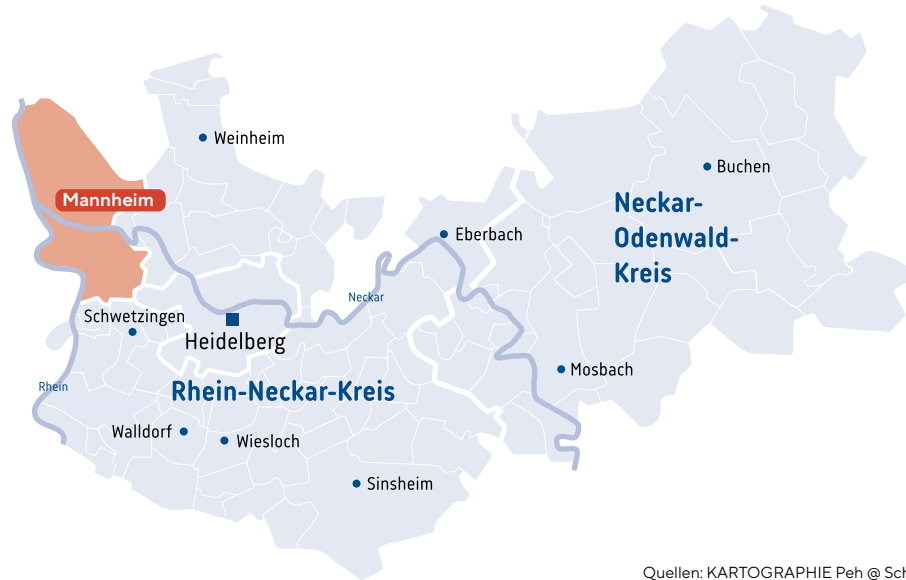 Weinheim
Buchen
Mannheim
Neckar-
Odenwald-
Kreis
Eberbach
Neckar
Schwetzingen
Heidelberg
Mosbach
Rhein
Rhein-Neckar-Kreis
Walldorf
Wiesloch
Sinsheim
Quellen: KARTOGRAPHIE Peh @ Sch